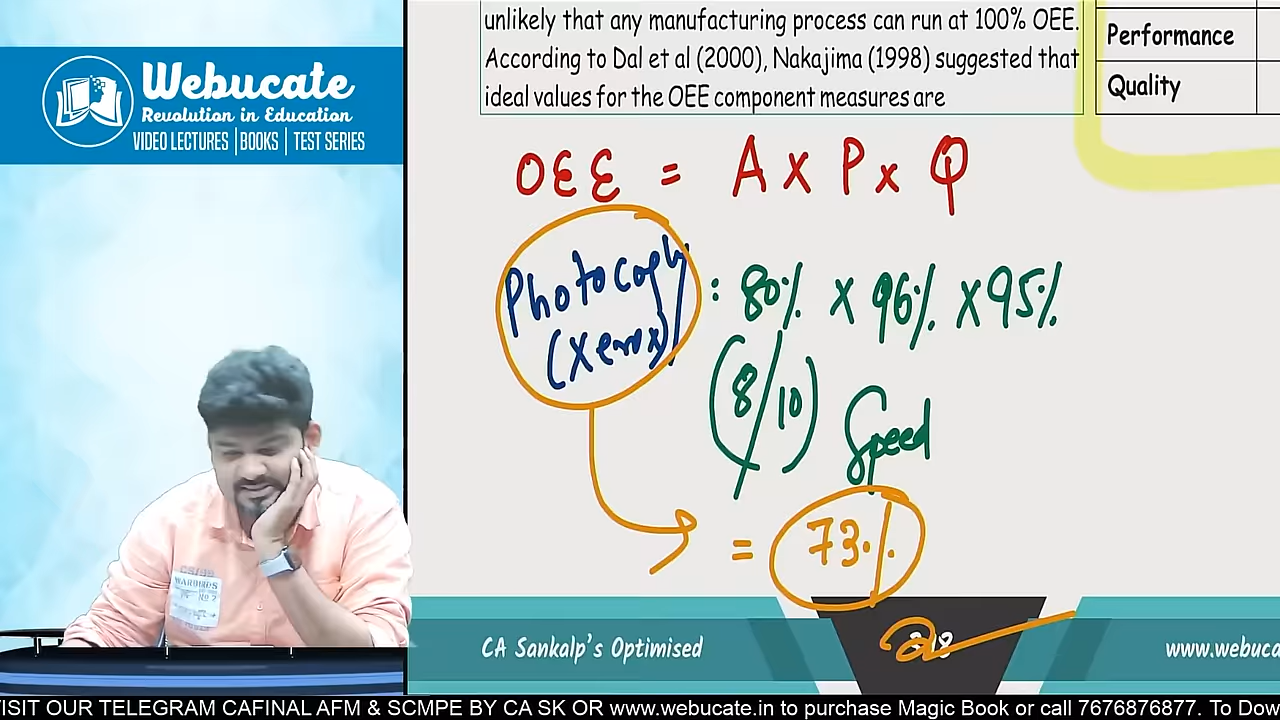 Webucate
Revolution in Education
VIDEO LECTURES | BOOKS | TEST SERIES
unlikely that any manufacturing process can run at 100% OEE.
According to Dal et al (2000), Nakajima (1998) suggested that
ideal values for the OEE component measures are
Performance
Quality
OEE = A x P x Q
Photocopy
(Xerox)
: 80% x 96% x 95%
(8/10)
Speed
= 73%
CA Sankalp's Optimised
www.webuca
ISIT OUR TELEGRAM CAFINAL AFM & SCMPE BY CA SK OR www.webucate.in to purchase Magic Book or call 7676876877. To Dow